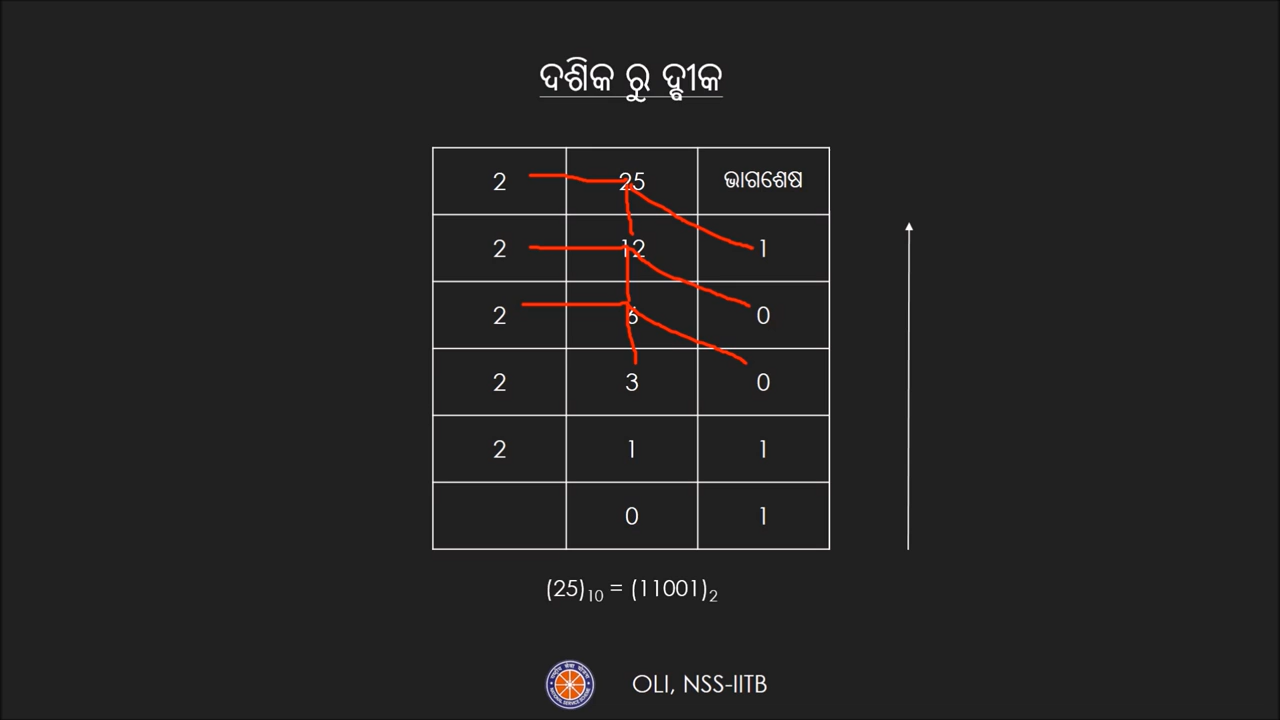 ଦଶିକ ରୁ ଦ୍ବୀକ
2 25 ଭାଗଶେଷ
2 12 1
2 6 0
2 3 0
2 1 1
0 1
(25)₁₀ = (11001)₂
OLI, NSS-IITB